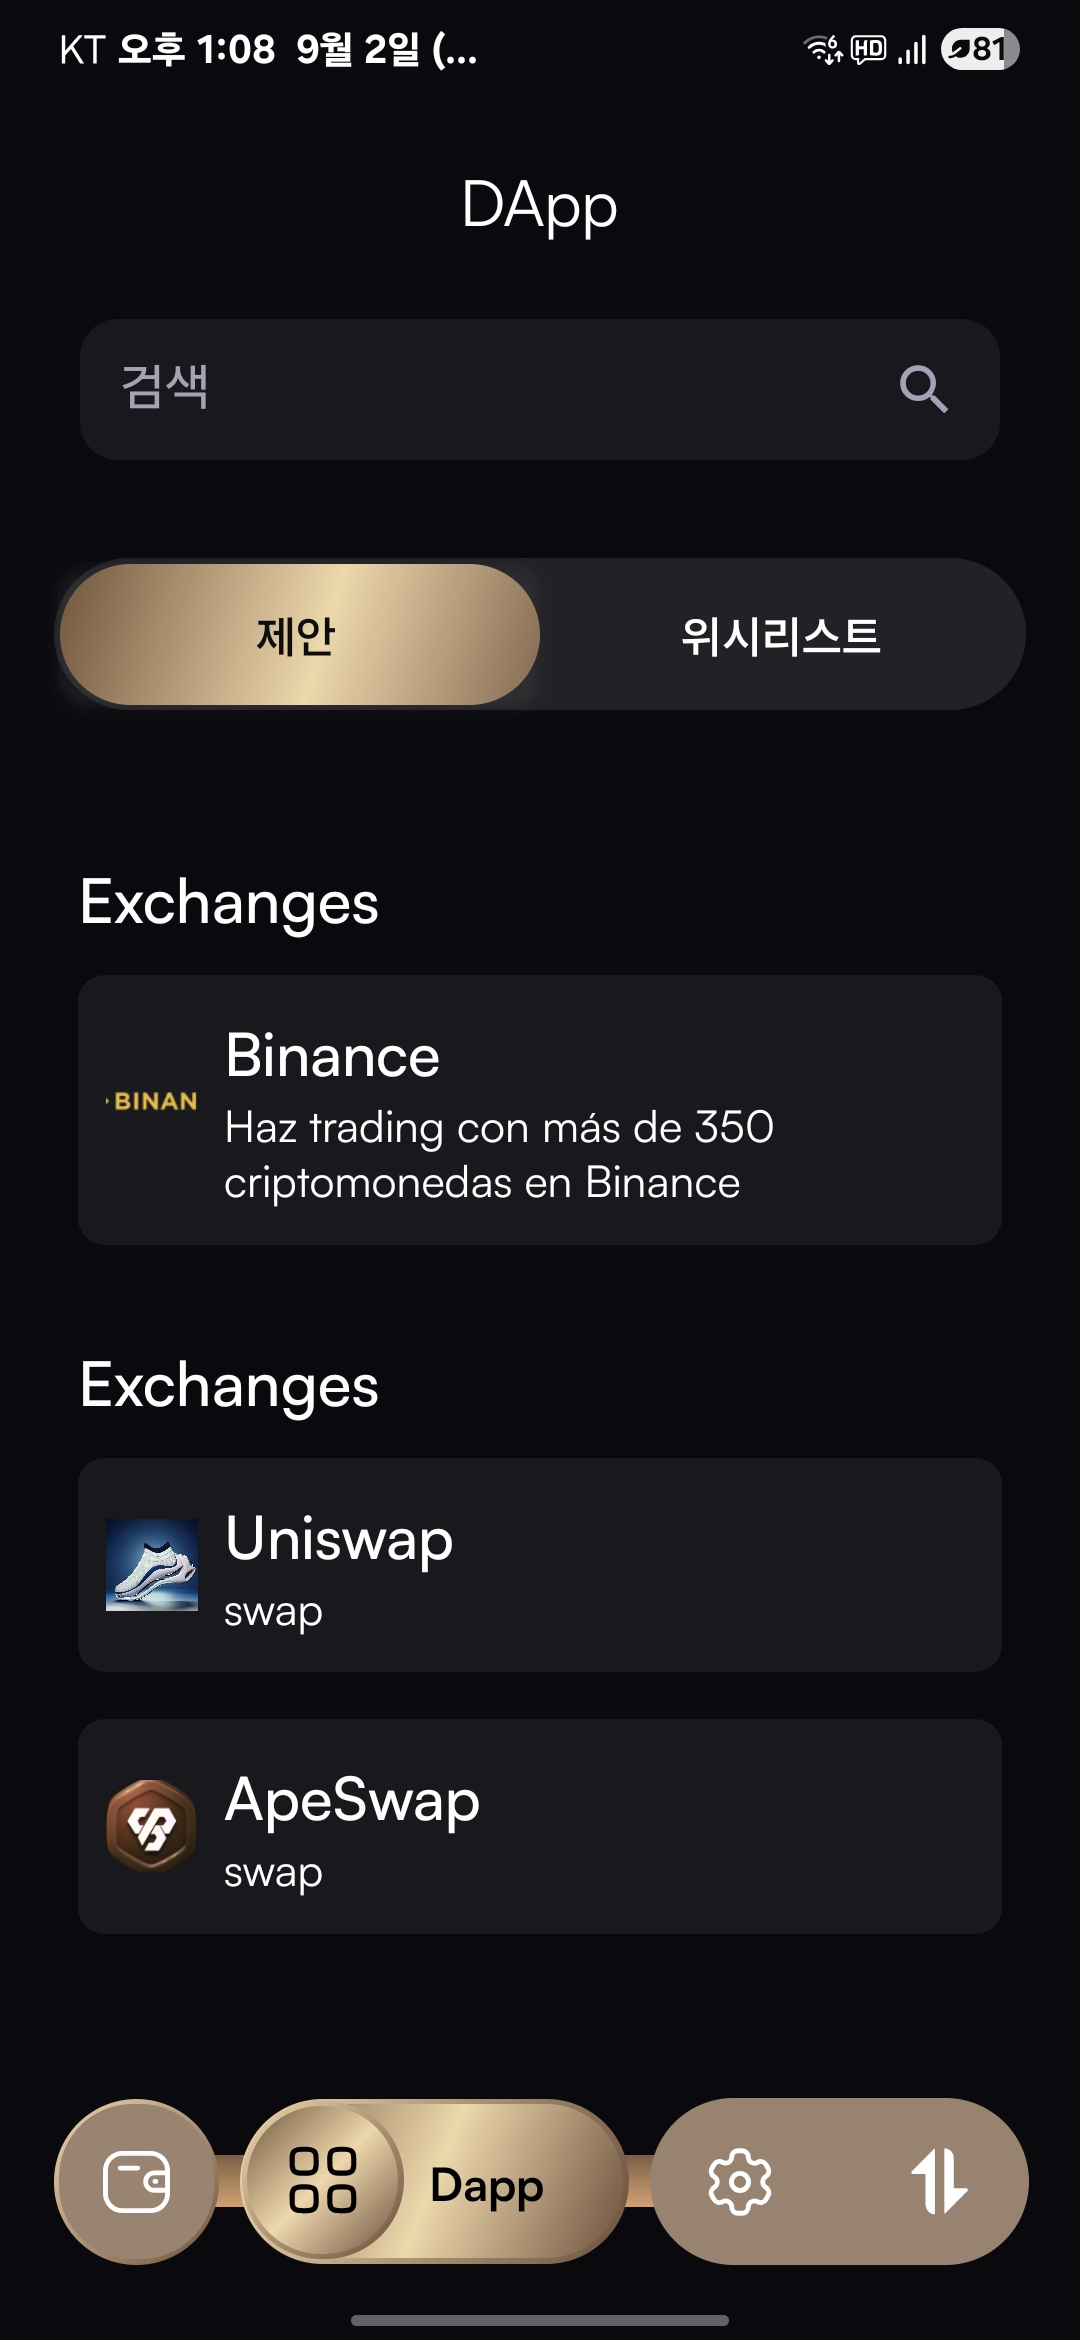 KT 오후 1:08 9월 2일 (...
6 HD 81
DApp
검색
제안
위시리스트
Exchanges
BINAN
Binance
Haz trading con más de 350
criptomonedas en Binance
Exchanges
Uniswap
swap
ApeSwap
swap
Dapp